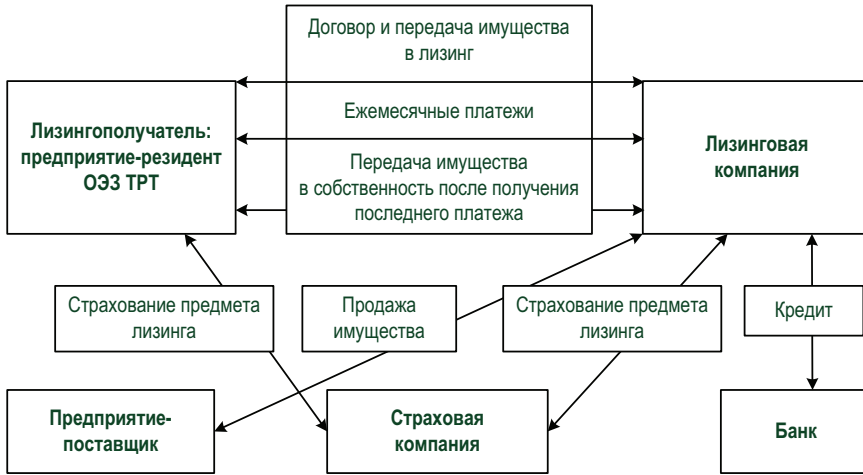 Договор и передача имущества
в лизинг
Лизингополучатель:
предприятие-резидент
ОЭЗ ТРТ
Ежемесячные платежи
Лизинговая
компания
Передача имущества
в собственность после получения
последнего платежа
Страхование предмета
лизинга
Продажа
имущества
Страхование предмета
лизинга
Кредит
Предприятие-
поставщик
Страховая
компания
Банк